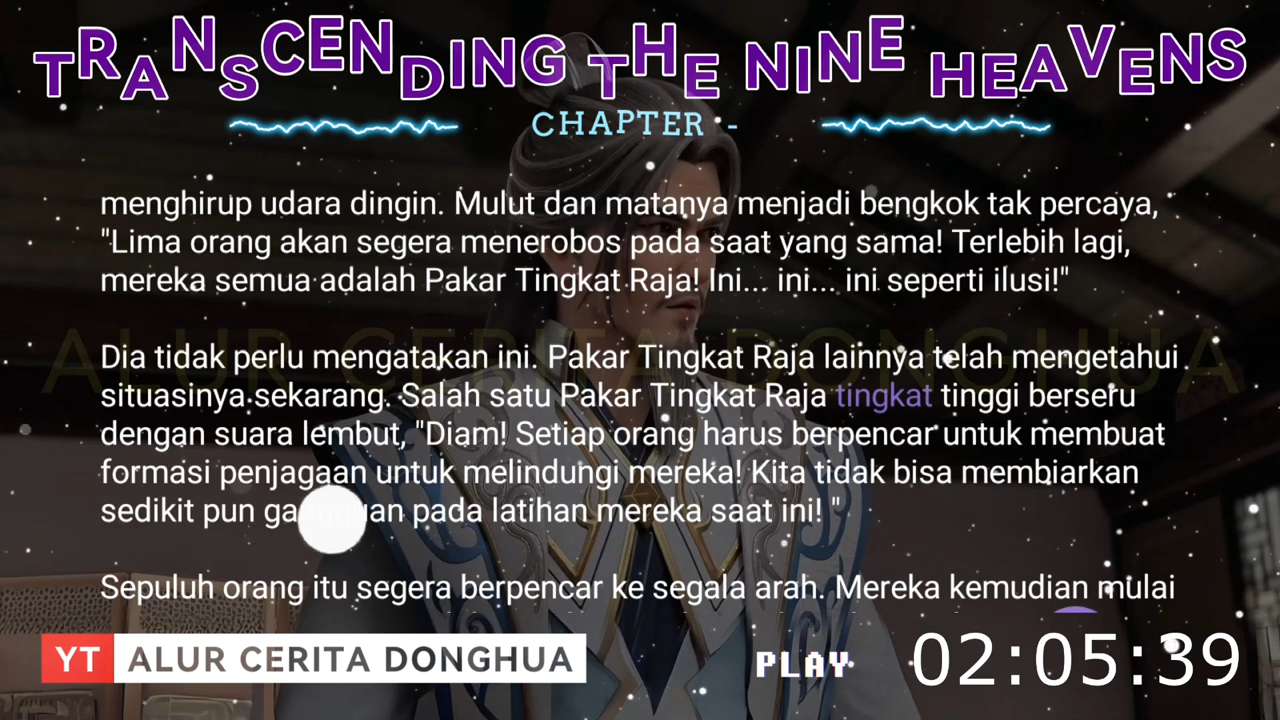 TRANSCENDING THE NINE HEAVENS
CHAPTER -
menghirup udara dingin. Mulut dan matanya menjadi bengkok tak percaya,
"Lima orang akan segera menerobos pada saat yang sama! Terlebih lagi,
mereka semua adalah Pakar Tingkat Raja! Ini... ini... ini seperti ilusi!"
ALUR CERITA DONGHUA
Dia tidak perlu mengatakan ini. Pakar Tingkat Raja lainnya telah mengetahui
situasinya sekarang. Salah satu Pakar Tingkat Raja tingkat tinggi berseru
dengan suara lembut, "Diam! Setiap orang harus berpencar untuk membuat
formasi penjagaan untuk melindungi mereka! Kita tidak bisa membiarkan
sedikit pun pada latihan mereka saat ini! "
Sepuluh orang itu segera berpencar ke segala arah. Mereka kemudian mulai
YT ALUR CERITA DONGHUA
PLAY
02:05:39